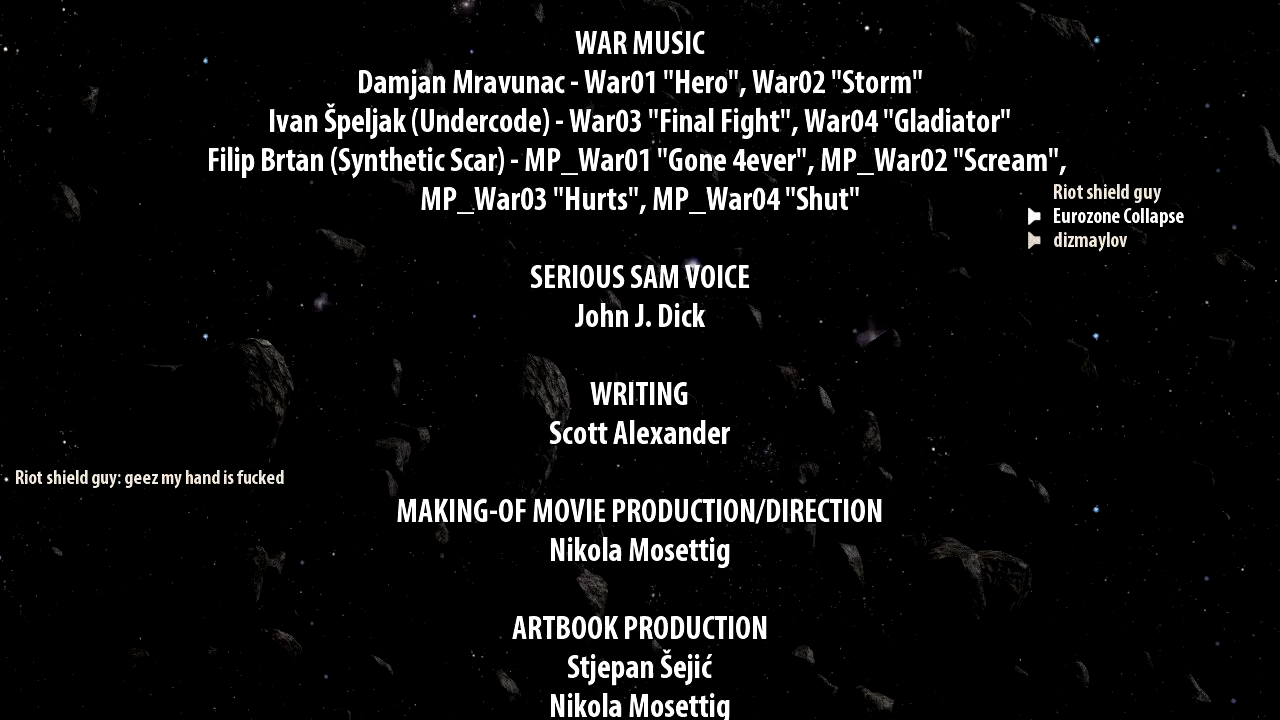 WAR MUSIC
Damjan Mravunac - War01 "Hero", War02 "Storm"
Ivan Špeljak (Undercode) - War03 "Final Fight", War04 "Gladiator"
Filip Brtan (Synthetic Scar) - MP_War01 "Gone 4ever", MP_War02 "Scream",
MP_War03 "Hurts", MP_War04 "Shut"
Riot shield guy
Eurozone Collapse
dizmaylov
SERIOUS SAM VOICE
John J. Dick
WRITING
Scott Alexander
Riot shield guy: geez my hand is fucked
MAKING-OF MOVIE PRODUCTION/DIRECTION
Nikola Mosettig
ARTBOOK PRODUCTION
Stjepan Šejić
Nikola Mosettig